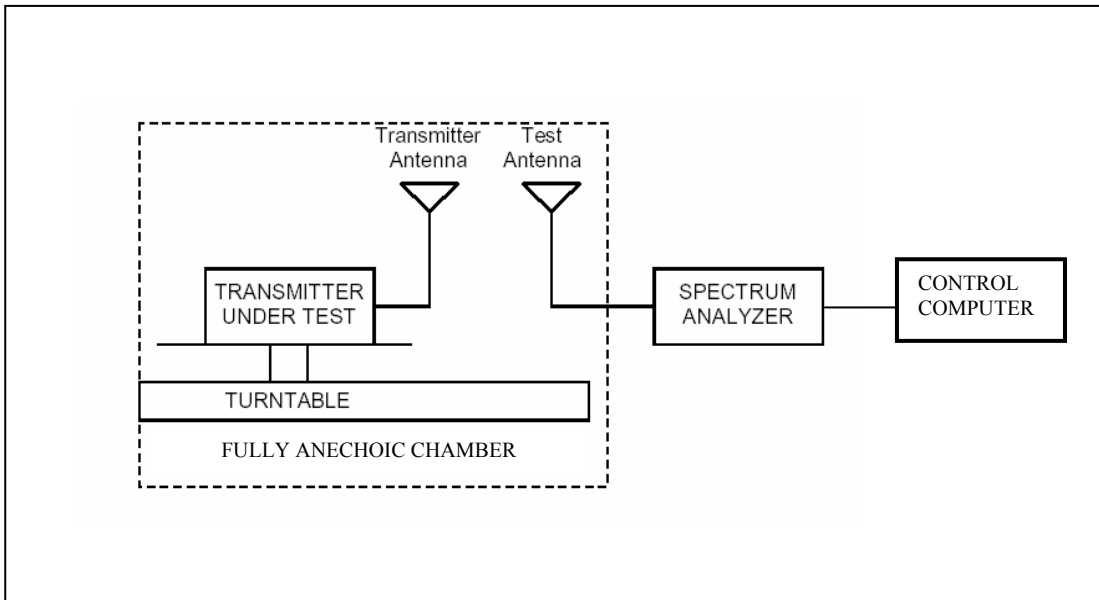 Transmitter
Antenna
Test
Antenna
TRANSMITTER
UNDER TEST
SPECTRUM
ANALYZER
CONTROL
COMPUTER
TURNTABLE
FULLY ANECHOIC CHAMBER